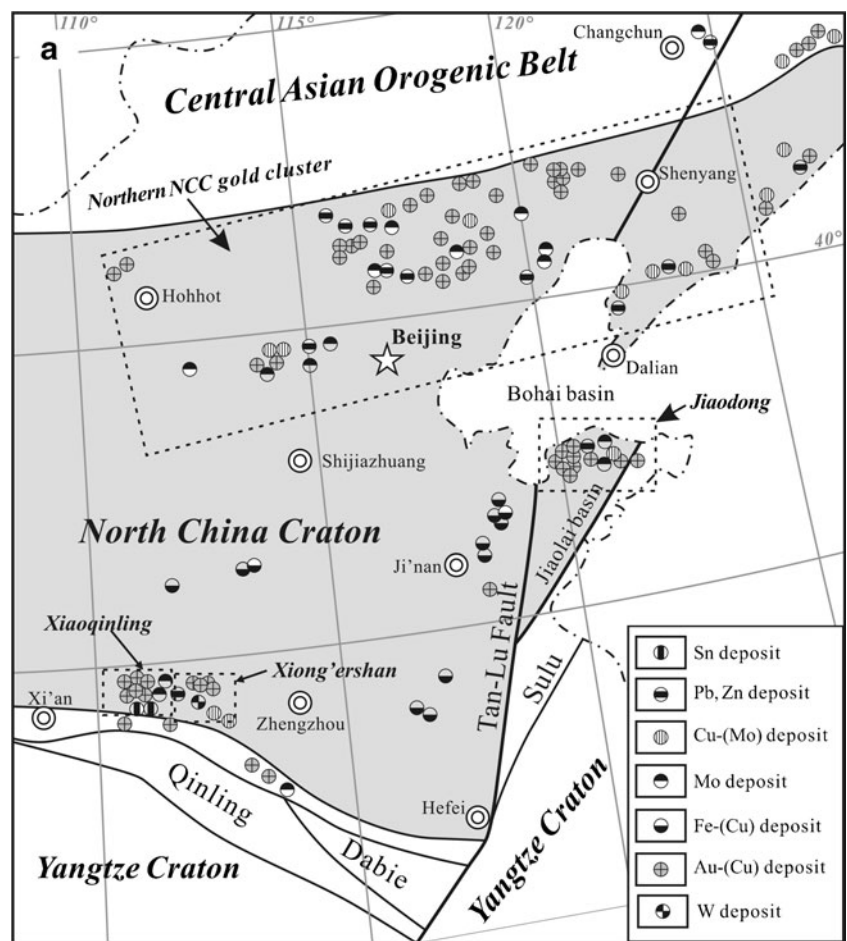 110°
115°
120°
a
Changchun
Central Asian Orogenic Belt
Northern NCC gold cluster
Shenyang
40°
Hohhot
Beijing
Dalian
Bohai basin
Jiaodong
Shijiazhuang
North China Craton
Ji'nan
Jiaolai basin
Tan-Lu Fault
Xiaoqinling
Xiong'ershan
Sulu
Xi'an
Zhengzhou
Qinling
Hefei
Dabie
Yangtze Craton
Yangtze Craton
Sn deposit
Pb, Zn deposit
Cu-(Mo) deposit
Mo deposit
Fe-(Cu) deposit
Au-(Cu) deposit
W deposit